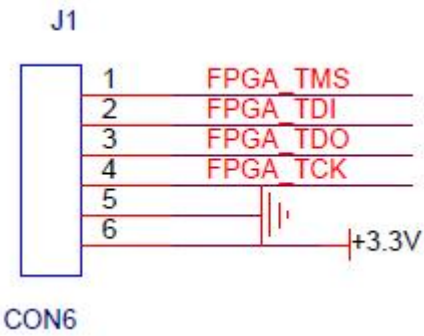 J1
1 FPGA_TMS
2 FPGA_TDI
3 FPGA_TDO
4 FPGA_TCK
5
6 +3.3V
CON6